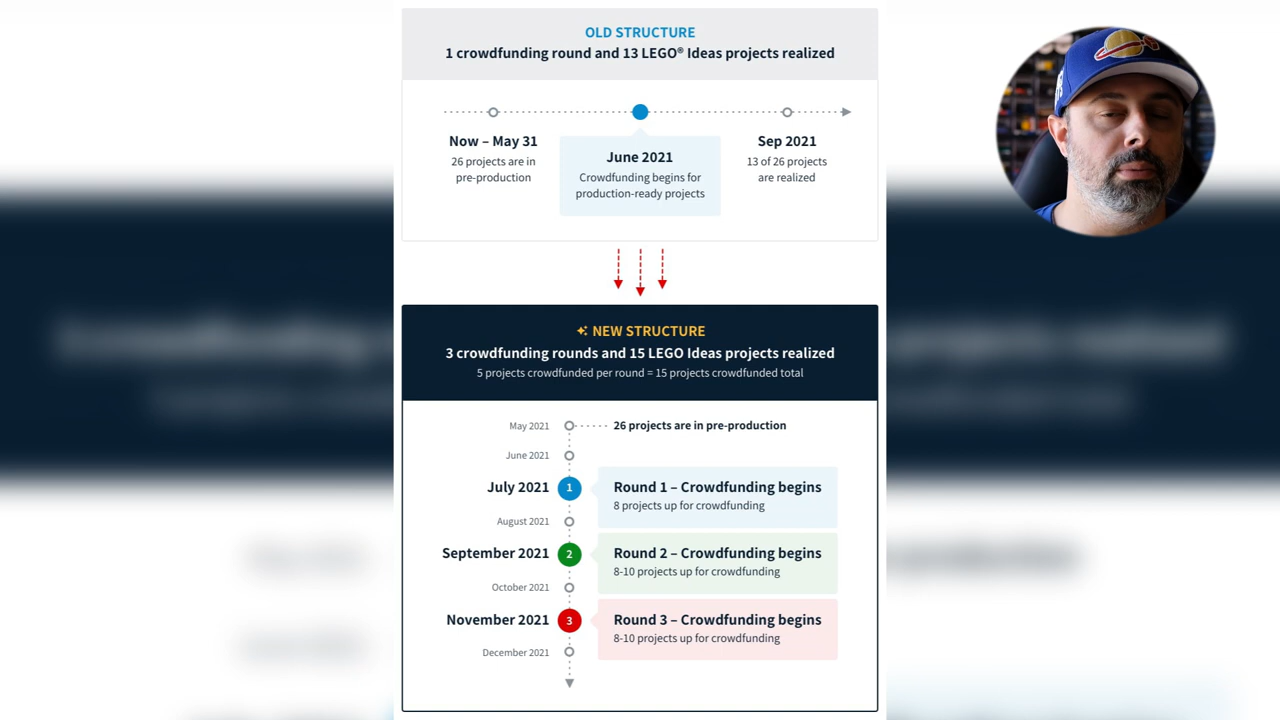 OLD STRUCTURE
1 crowdfunding round and 13 LEGO® Ideas projects realized
Now – May 31
26 projects are in
pre-production
June 2021
Crowdfunding begins for
production-ready projects
Sep 2021
13 of 26 projects
are realized
NEW STRUCTURE
3 crowdfunding rounds and 15 LEGO Ideas projects realized
5 projects crowdfunded per round = 15 projects crowdfunded total
May 2021
26 projects are in pre-production
June 2021
July 2021
1
Round 1 – Crowdfunding begins
8 projects up for crowdfunding
August 2021
September 2021
2
Round 2 – Crowdfunding begins
8-10 projects up for crowdfunding
October 2021
November 2021
3
Round 3 – Crowdfunding begins
8-10 projects up for crowdfunding
December 2021